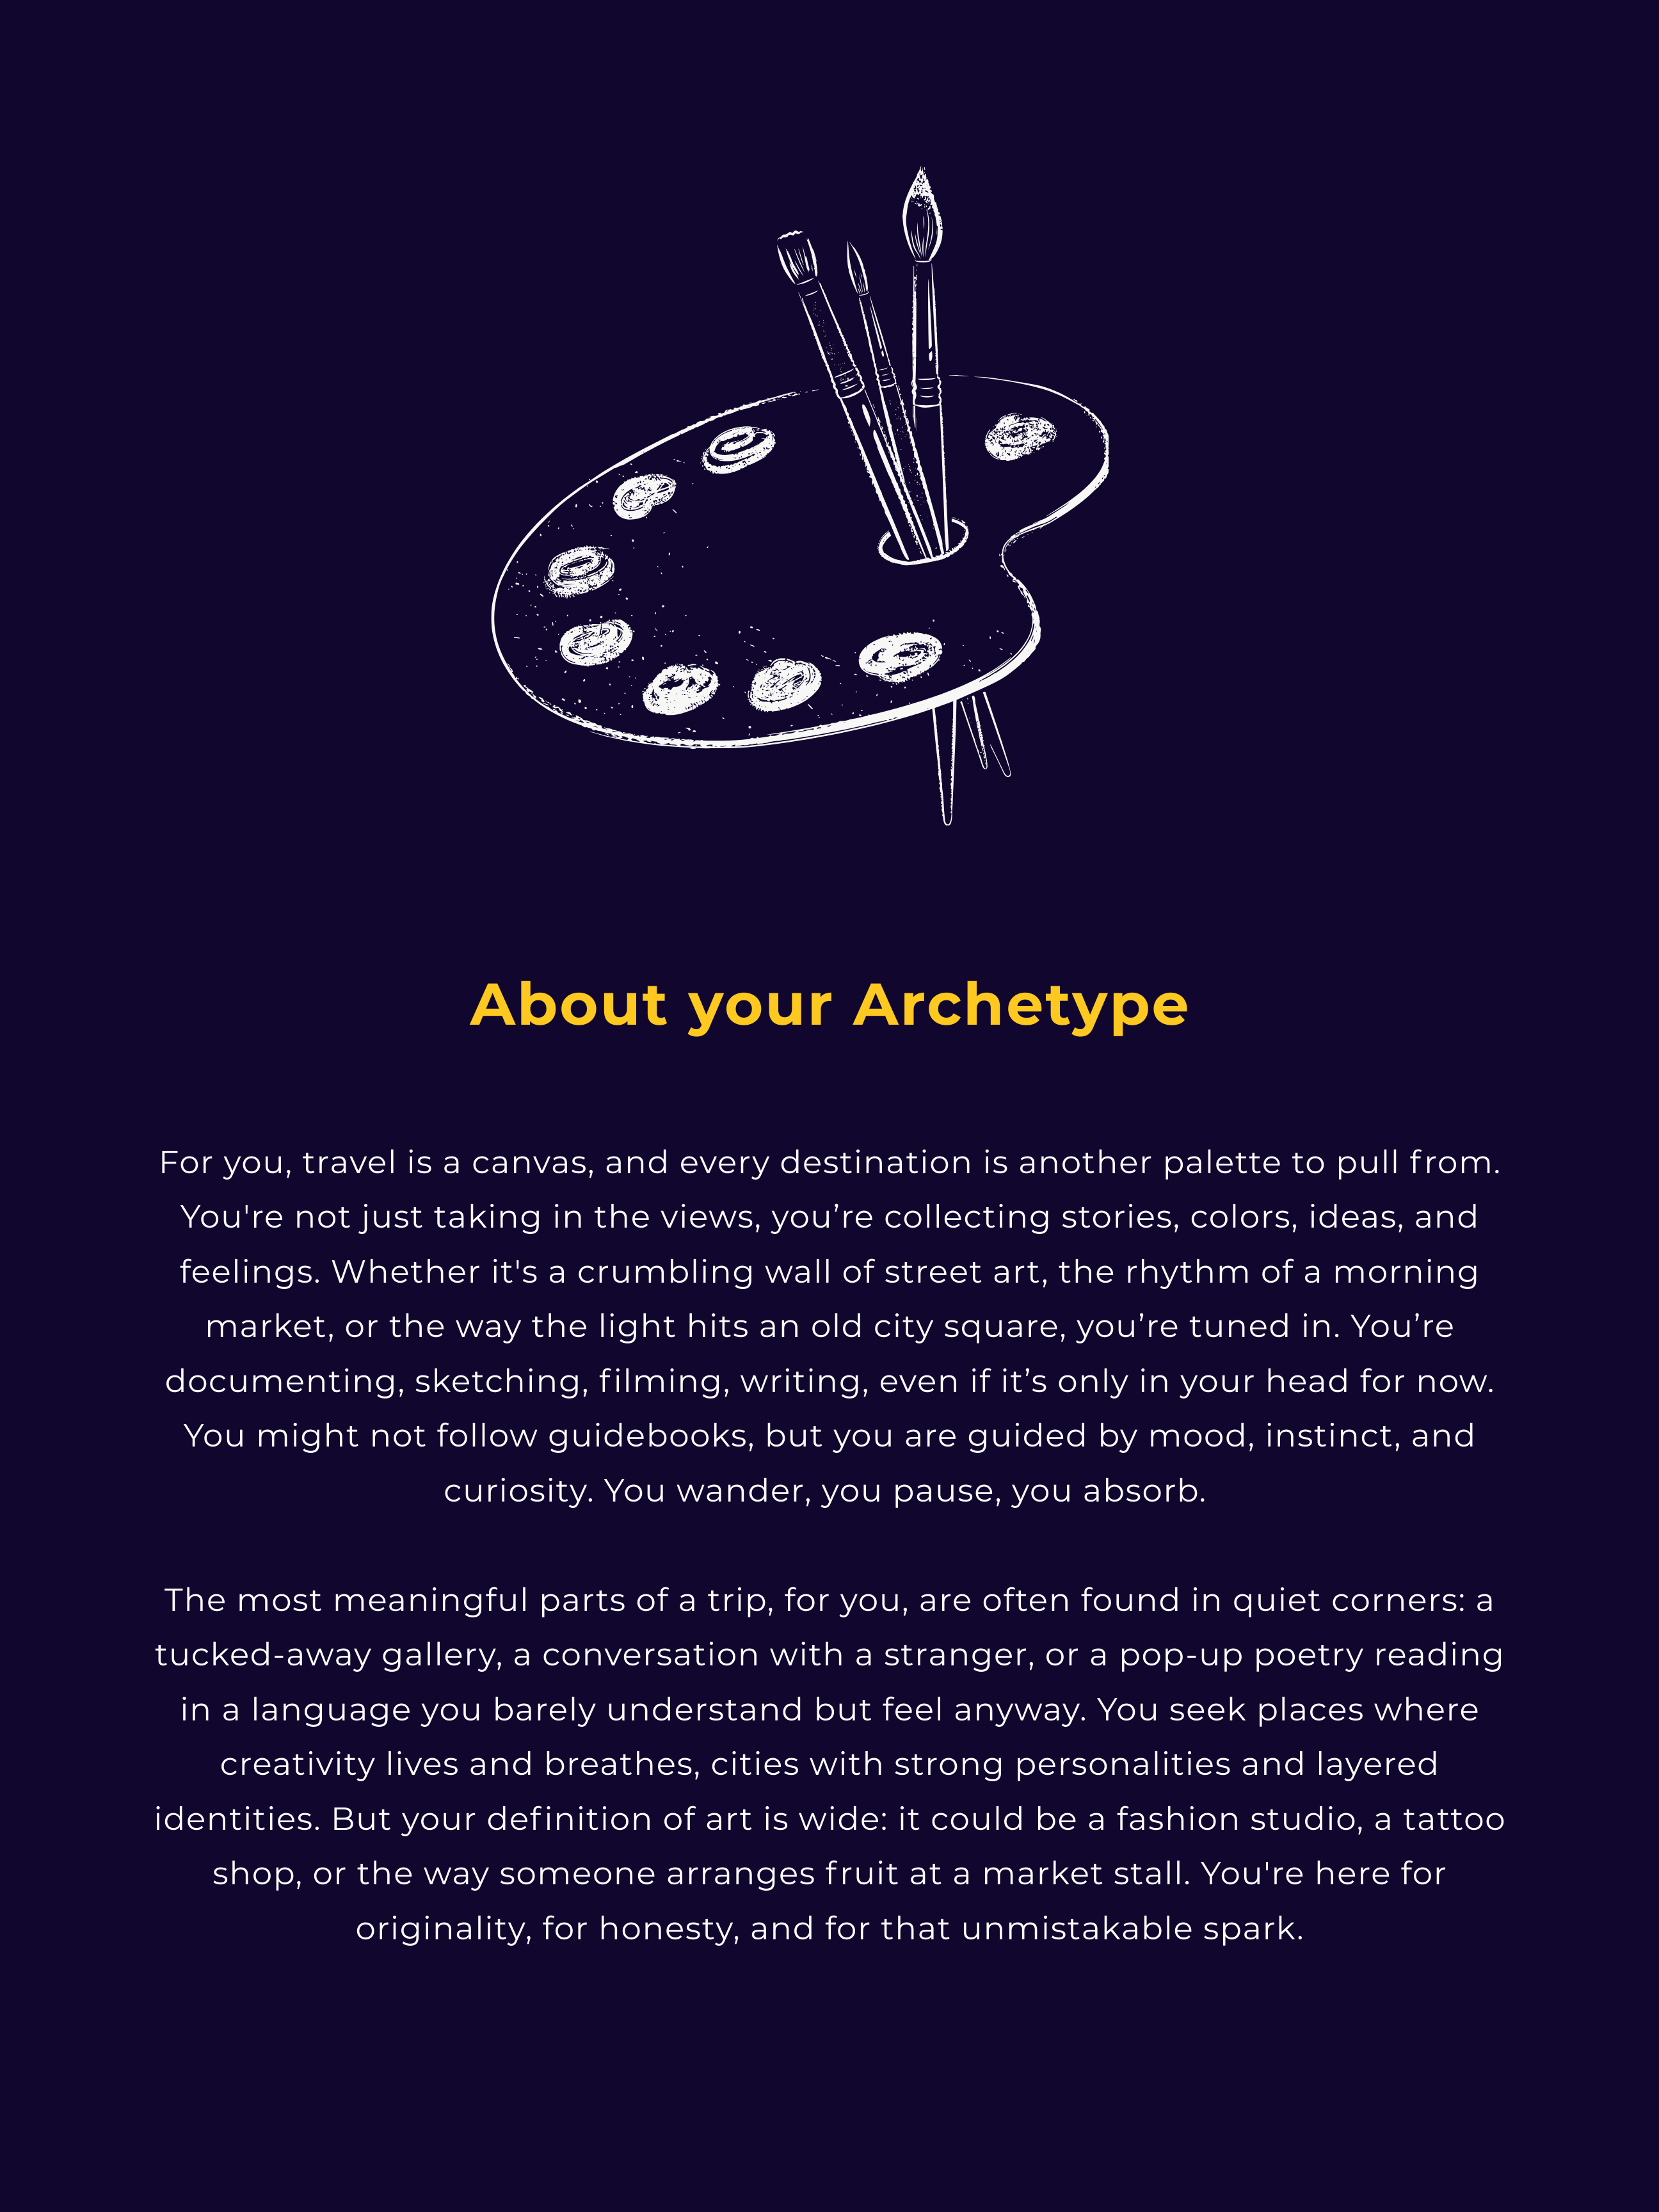 About your Archetype
For you, travel is a canvas, and every destination is another palette to pull from.
You're not just taking in the views, you’re collecting stories, colors, ideas, and
feelings. Whether it's a crumbling wall of street art, the rhythm of a morning
market, or the way the light hits an old city square, you’re tuned in. You’re
documenting, sketching, filming, writing, even if it’s only in your head for now.
You might not follow guidebooks, but you are guided by mood, instinct, and
curiosity. You wander, you pause, you absorb.
The most meaningful parts of a trip, for you, are often found in quiet corners: a
tucked-away gallery, a conversation with a stranger, or a pop-up poetry reading
in a language you barely understand but feel anyway. You seek places where
creativity lives and breathes, cities with strong personalities and layered
identities. But your definition of art is wide: it could be a fashion studio, a tattoo
shop, or the way someone arranges fruit at a market stall. You're here for
originality, for honesty, and for that unmistakable spark.